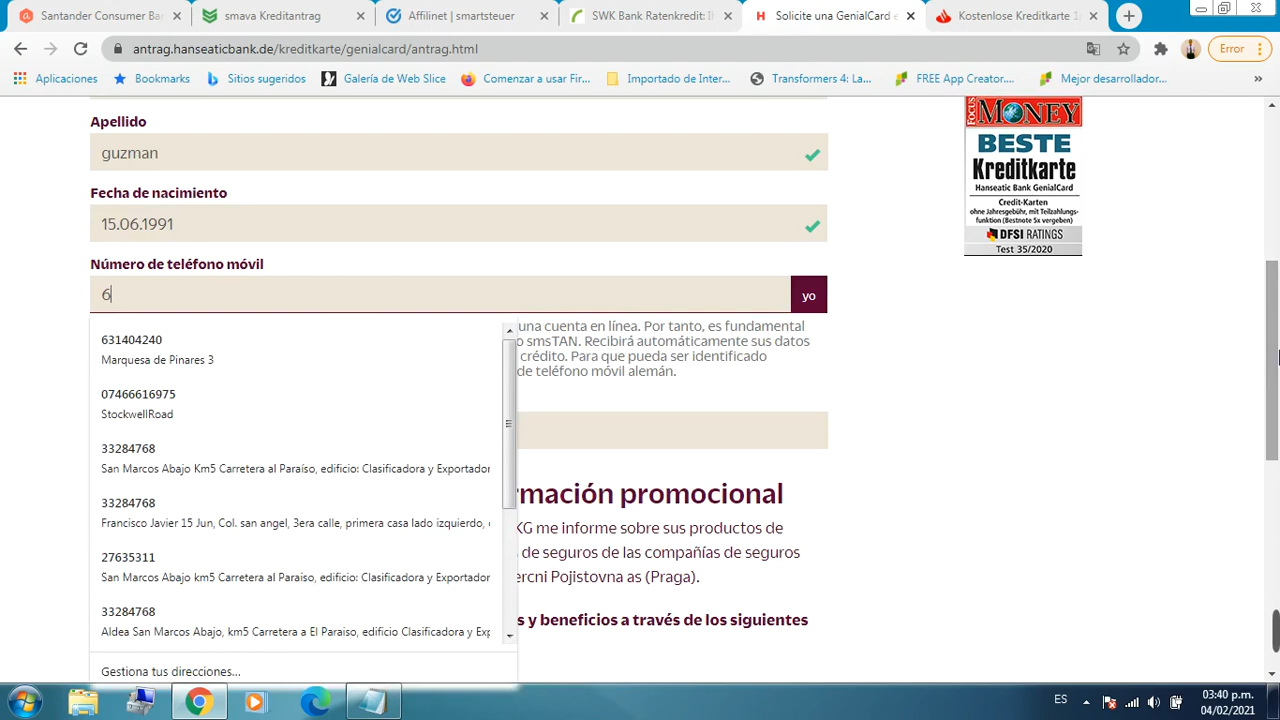 Santander Consumer Ban
smava Kreditantrag
Affilinet | smartsteuer
SWK Bank Ratenkredit: I
Solicite una GenialCard e
Kostenlose Kreditkarte 1
antrag.hanseaticbank.de/kreditkarte/genialcard/antrag.html
Error
Aplicaciones
Bookmarks
Sitios sugeridos
Galería de Web Slice
Comenzar a usar Fir...
Importado de Inter...
Transformers 4: La...
FREE App Creator....
Mejor desarrollador...
Apellido
guzman
Fecha de nacimiento
15.06.1991
Número de teléfono móvil
6
yo
631404240
Marquesa de Pinares 3
07466616975
StockwellRoad
33284768
San Marcos Abajo Km5 Carretera al Paraíso, edificio: Clasificadora y Exportador
33284768
Francisco Javier 15 Jun, Col. san angel, 3era calle, primera casa lado izquierdo,
27635311
San Marcos Abajo km5 Carretera al Paraíso, edificio: Clasificadora y Exportador
33284768
Aldea San Marcos Abajo, km5 Carretera a El Paraiso, edificio Clasificadora y Exp
Gestiona tus direcciones...
una cuenta en línea. Por tanto, es fundamental
o smsTAN. Recibirá automáticamente sus datos
crédito. Para que pueda ser identificado
de teléfono móvil alemán.
rmación promocional
KG me informe sobre sus productos de
s de seguros de las compañías de seguros
ercni Pojistovna as (Praga).
s y beneficios a través de los siguientes
FOCUS MONEY
BESTE
Kreditkarte
Hanseatic Bank GenialCard
Credit-Karten
ohne Jahresgebühr, mit Teilzahlungs-
funktion (Bestnote 5x vergeben)
DFSI RATINGS
Test 35/2020
ES
03:40 p.m.
04/02/2021